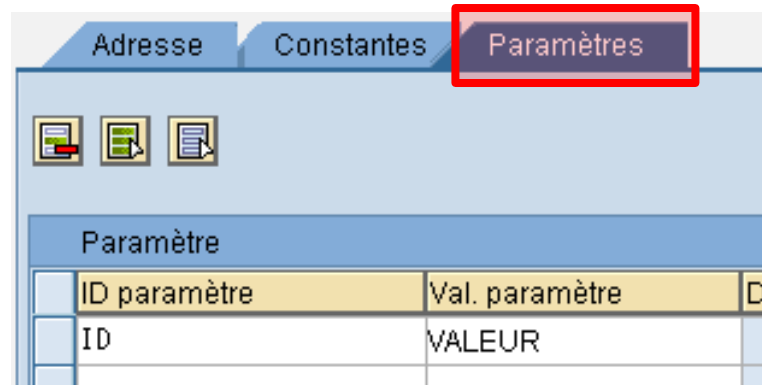 Adresse Constantes Paramètres
Paramètre
ID paramètre Val. paramètre D
ID VALEUR